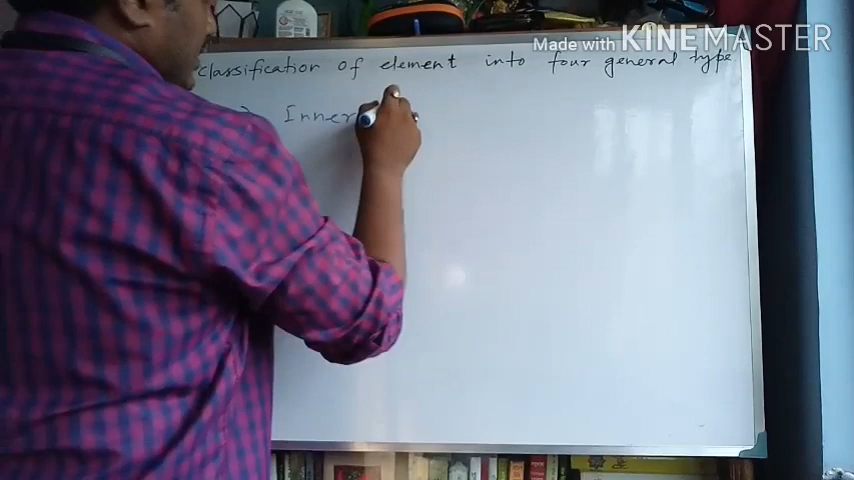 Made with KINEMASTER
classification of element into four general type
Inner